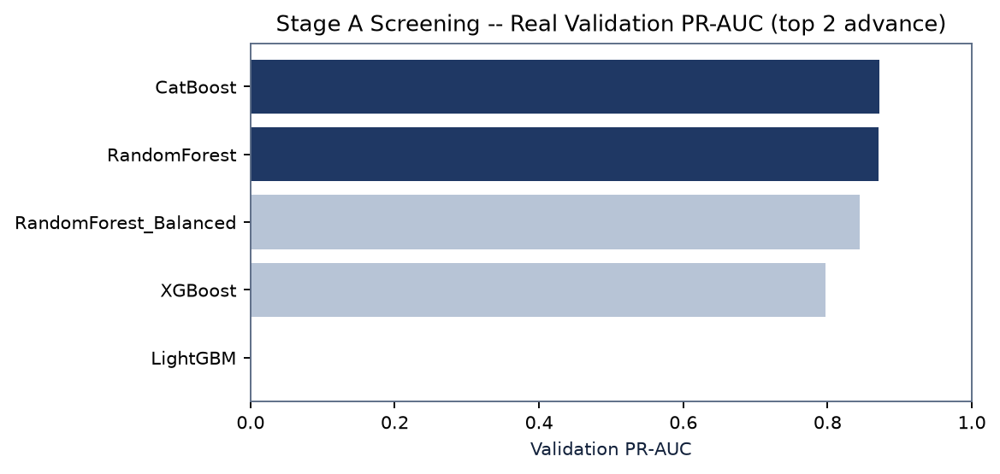 Stage A Screening -- Real Validation PR-AUC (top 2 advance)
CatBoost
RandomForest
RandomForest_Balanced
XGBoost
LightGBM
0.0 0.2 0.4 0.6 0.8 1.0
Validation PR-AUC